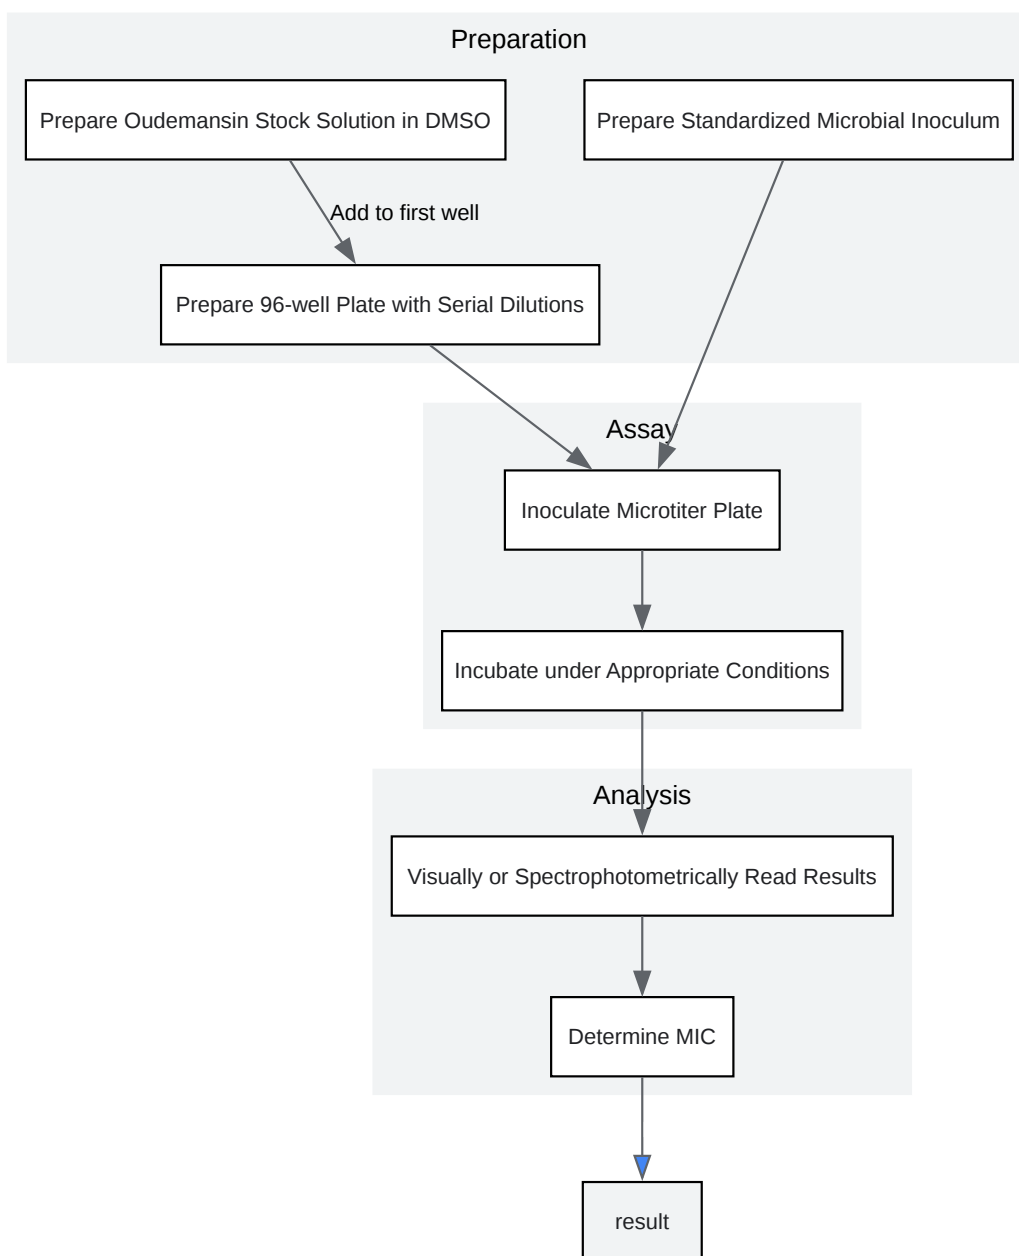 Preparation
Prepare Oudemansin Stock Solution in DMSO
Prepare Standardized Microbial Inoculum
Add to first well
Prepare 96-well Plate with Serial Dilutions
Assay
Inoculate Microtiter Plate
Incubate under Appropriate Conditions
Analysis
Visually or Spectrophotometrically Read Results
Determine MIC
result